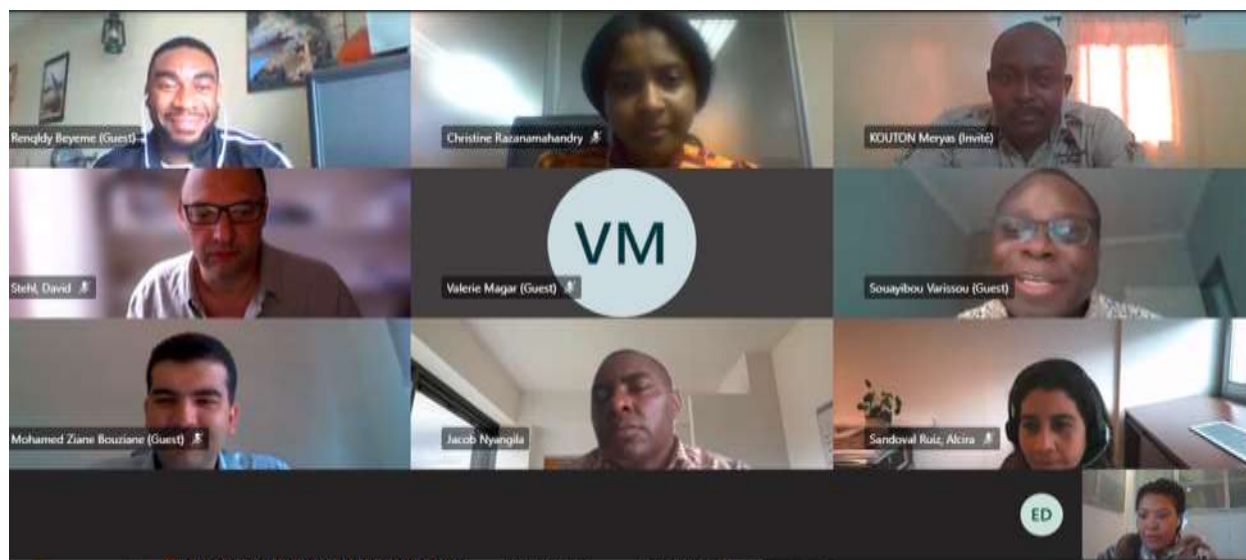 Renqldy Beyeme (Guest)
Christine Razanamahandry
KOUTON Meryas (Invité)
Stehl, David
VM
Valerie Magar (Guest)
Souayibou Varissou (Guest)
Mohamed Ziane Bouziane (Guest)
Jacob Nyangila
Sandoval Ruiz, Alcira
ED